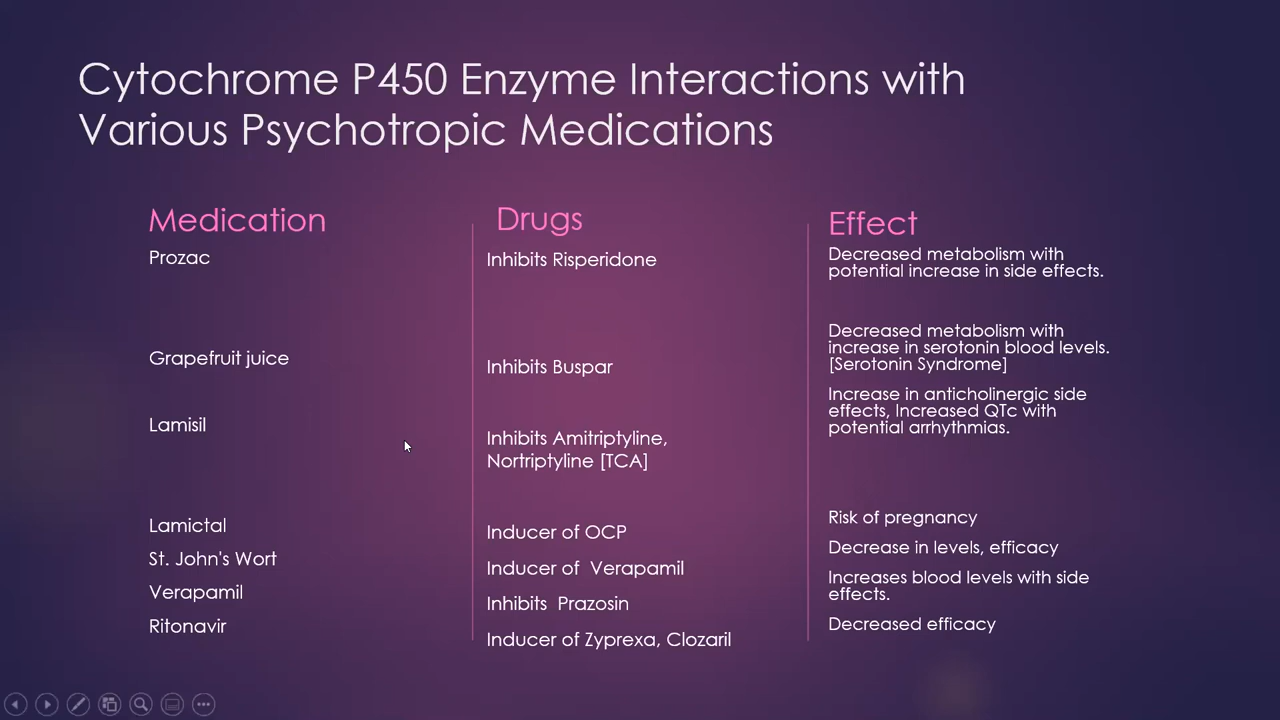 Cytochrome P450 Enzyme Interactions with
Various Psychotropic Medications
Medication
Prozac
Grapefruit juice
Lamisil
Lamictal
St. John's Wort
Verapamil
Ritonavir
Drugs
Inhibits Risperidone
Inhibits Buspar
Inhibits Amitriptyline,
Nortriptyline [TCA]
Inducer of OCP
Inducer of  Verapamil
Inhibits  Prazosin
Inducer of Zyprexa, Clozaril
Effect
Decreased metabolism with
potential increase in side effects.
Decreased metabolism with
increase in serotonin blood levels.
[Serotonin Syndrome]
Increase in anticholinergic side
effects, Increased QTc with
potential arrhythmias.
Risk of pregnancy
Decrease in levels, efficacy
Increases blood levels with side
effects.
Decreased efficacy